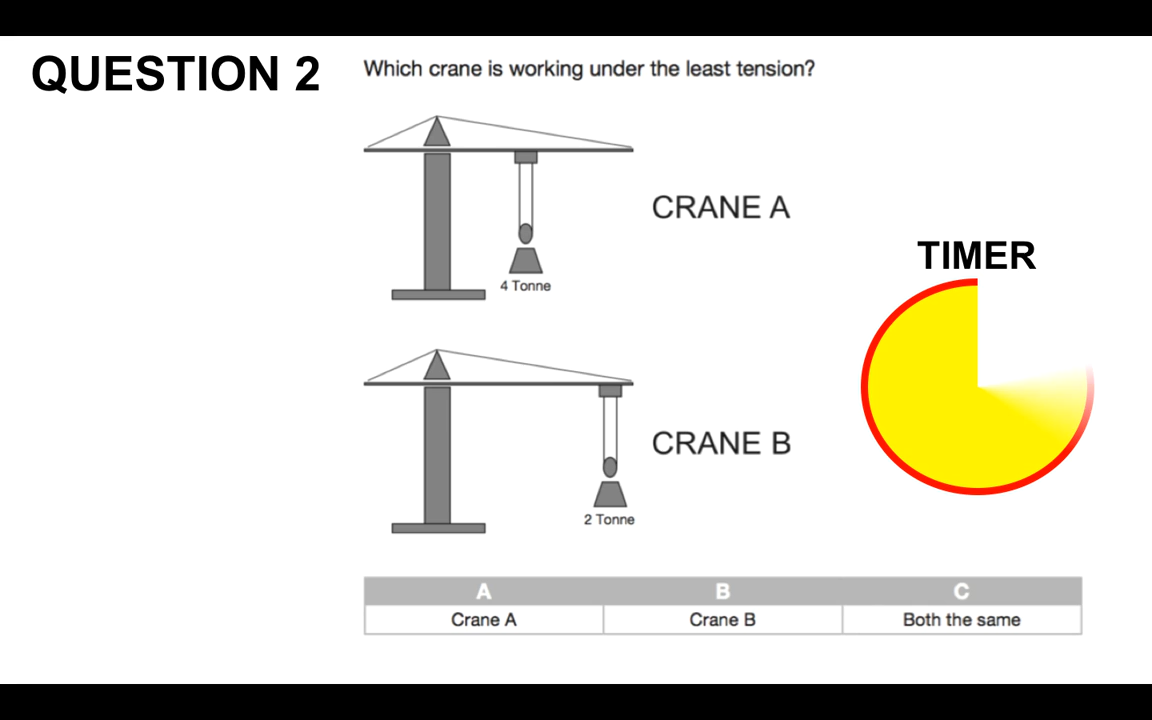 QUESTION 2
Which crane is working under the least tension?
CRANE A
4 Tonne
TIMER
CRANE B
2 Tonne
A B C
Crane A Crane B Both the same